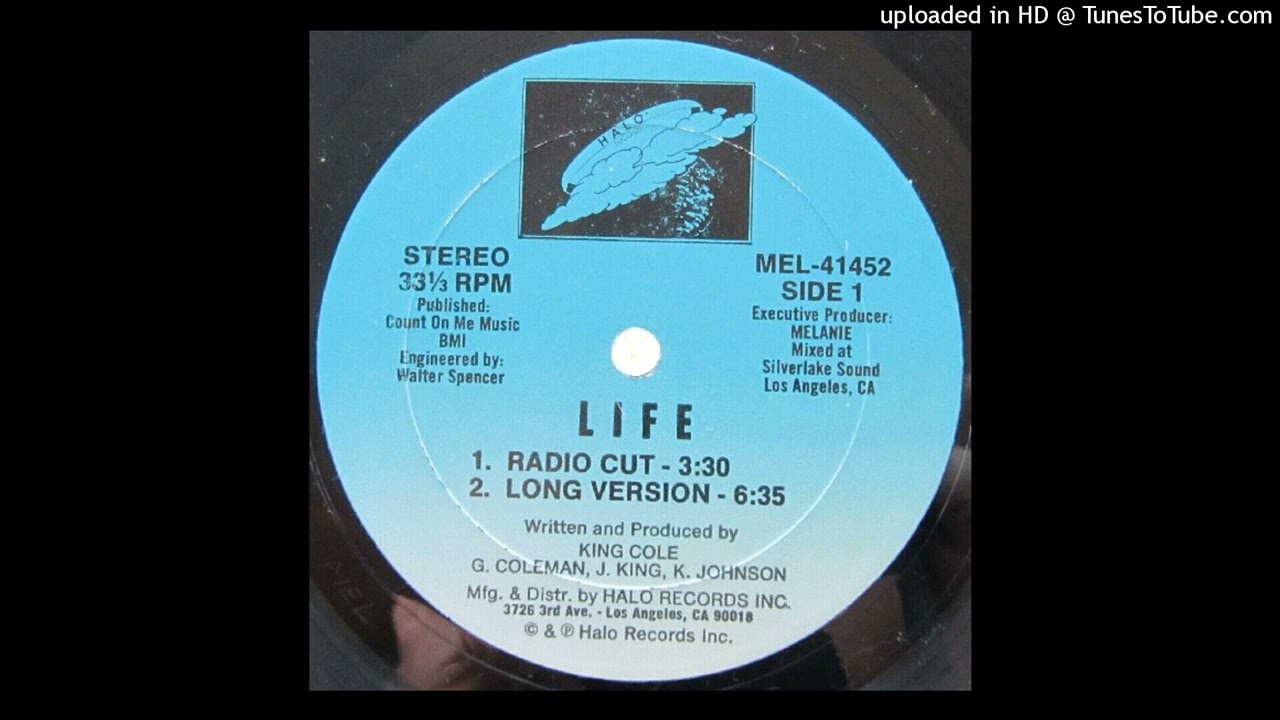 uploaded in HD @ TunesToTube.com
HALO
STEREO
33⅓ RPM
Published:
Count On Me Music
BMI
Engineered by:
Walter Spencer
MEL-41452
SIDE 1
Executive Producer:
MELANIE
Mixed at
Silverlake Sound
Los Angeles, CA
LIFE
1. RADIO CUT - 3:30
2. LONG VERSION - 6:35
Written and Produced by
KING COLE
G. COLEMAN, J. KING, K. JOHNSON
Mfg. & Distr. by HALO RECORDS INC.
3726 3rd Ave. - Los Angeles, CA 90018
© & ℗ Halo Records Inc.
MEL